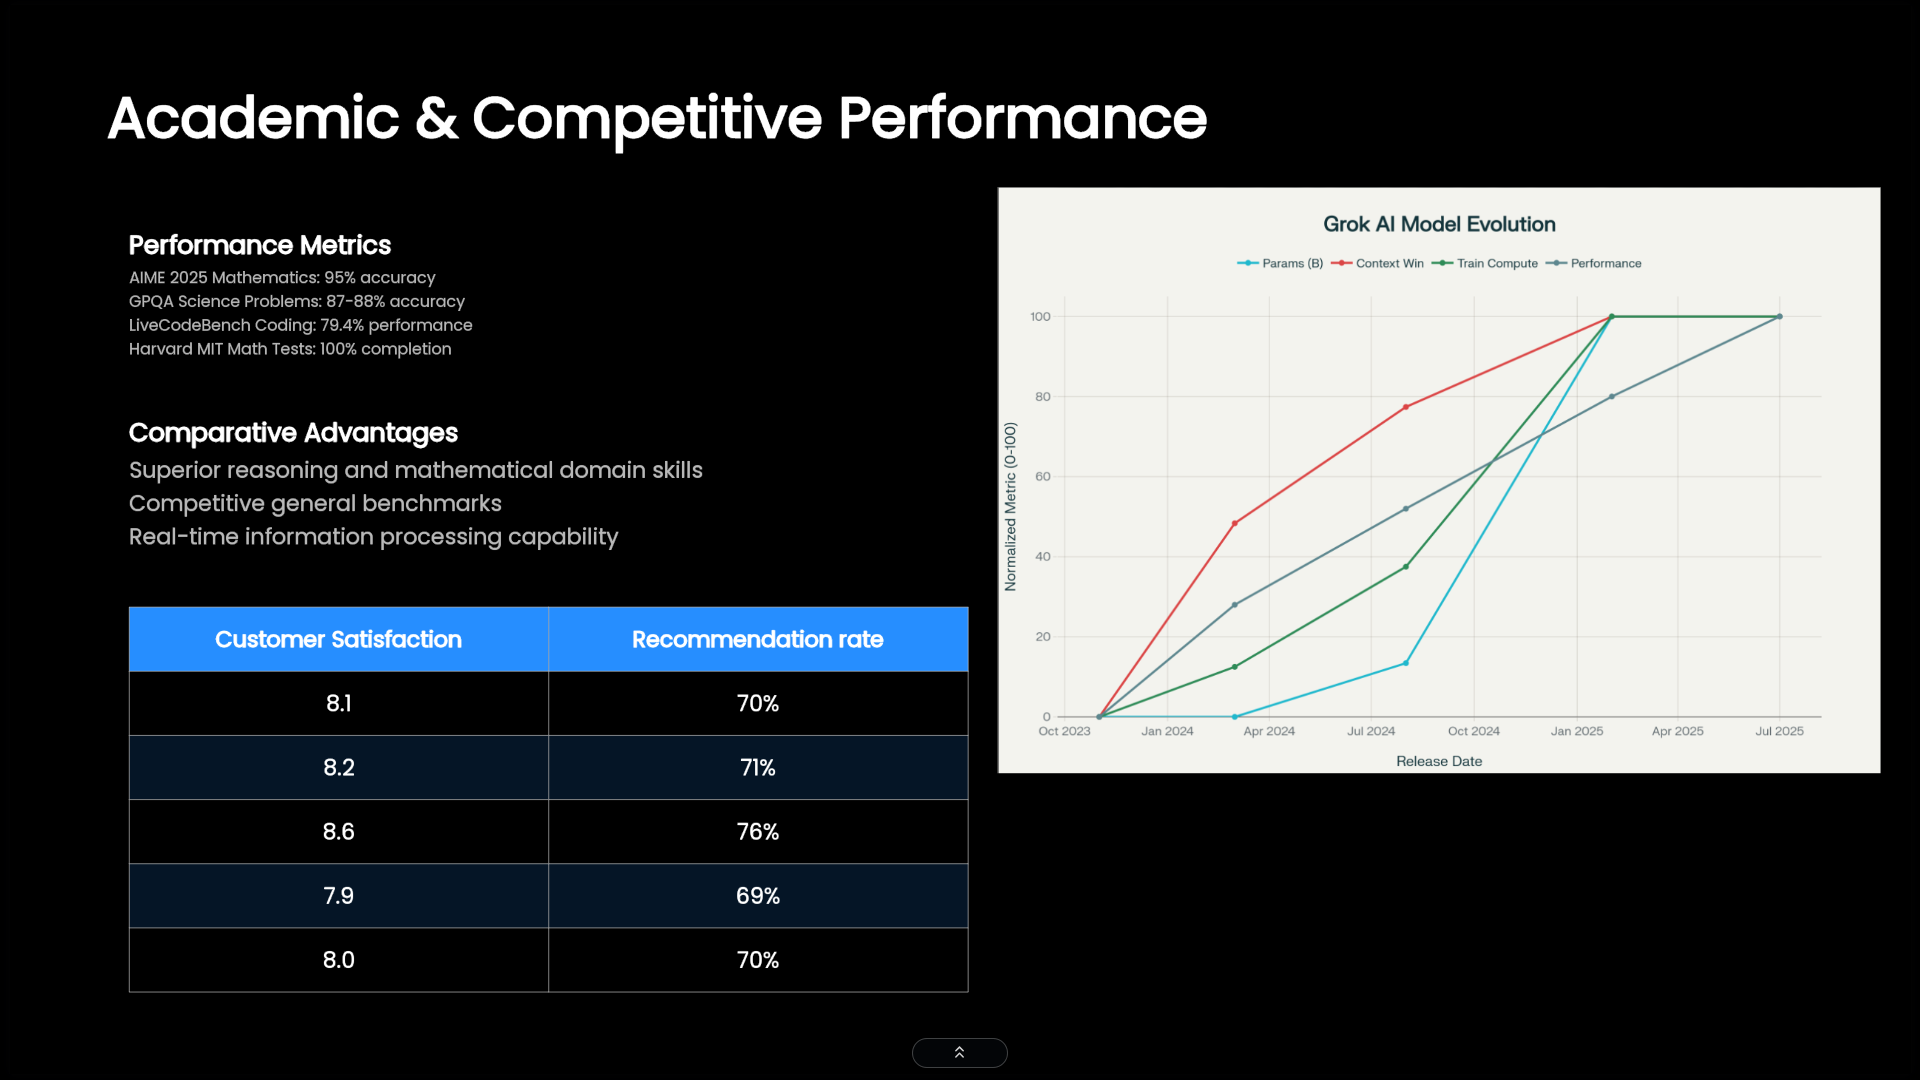 Academic & Competitive Performance
Performance Metrics
AIME 2025 Mathematics: 95% accuracy
GPQA Science Problems: 87-88% accuracy
LiveCodeBench Coding: 79.4% performance
Harvard MIT Math Tests: 100% completion
Comparative Advantages
Superior reasoning and mathematical domain skills
Competitive general benchmarks
Real-time information processing capability
Customer Satisfaction Recommendation rate
8.1 70%
8.2 71%
8.6 76%
7.9 69%
8.0 70%
Grok AI Model Evolution
Params (B) Context Win Train Compute Performance
Normalized Metric (0-100)
100
80
60
40
20
0
Oct 2023 Jan 2024 Apr 2024 Jul 2024 Oct 2024 Jan 2025 Apr 2025 Jul 2025
Release Date